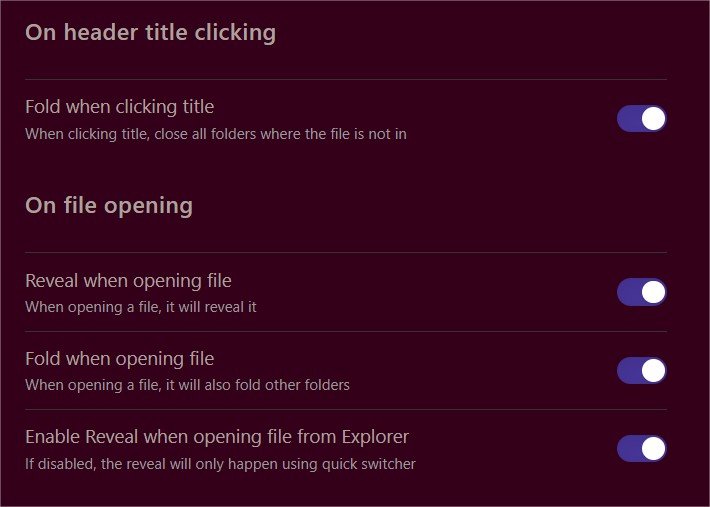 On header title clicking
Fold when clicking title
When clicking title, close all folders where the file is not in
On file opening
Reveal when opening file
When opening a file, it will reveal it
Fold when opening file
When opening a file, it will also fold other folders
Enable Reveal when opening file from Explorer
If disabled, the reveal will only happen using quick switcher